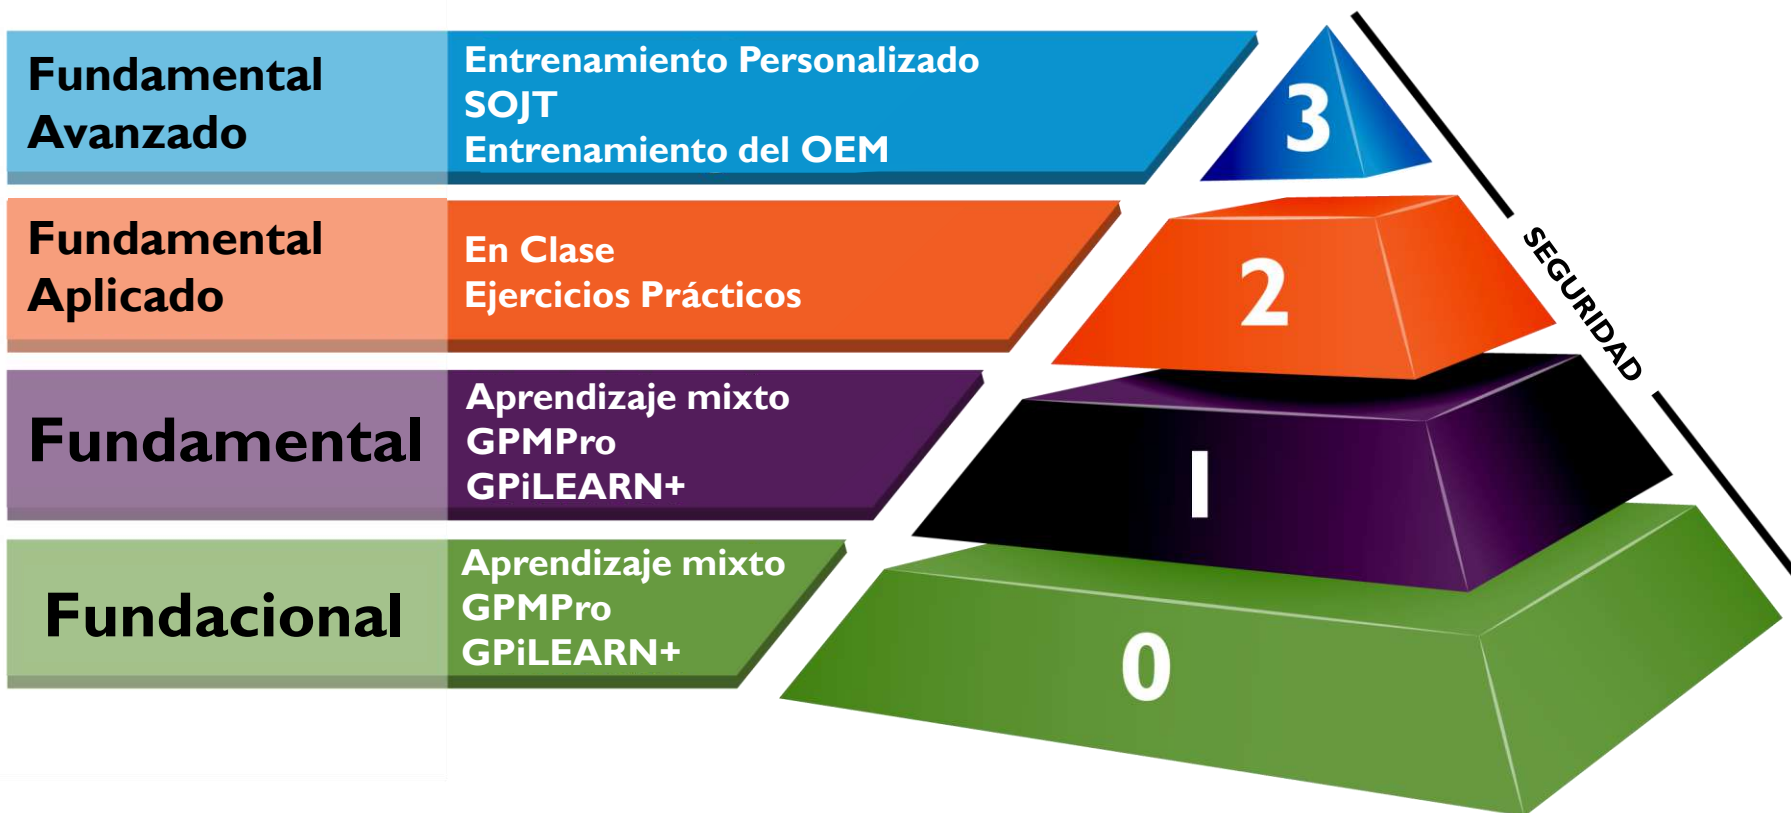 Fundamental
Avanzado
Entrenamiento Personalizado
SOJT
Entrenamiento del OEM
3
Fundamental
Aplicado
En Clase
Ejercicios Prácticos
2
SEGURIDAD
Fundamental
Aprendizaje mixto
GPMPro
GPiLEARN+
1
Fundacional
Aprendizaje mixto
GPMPro
GPiLEARN+
0